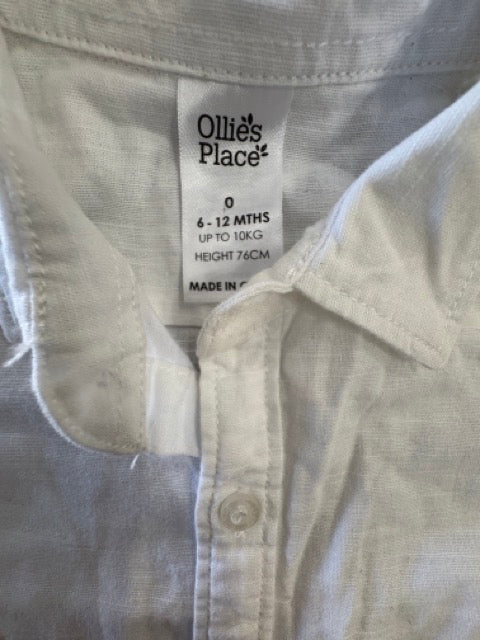 Ollie's
Place
0
6 - 12 MTHS
UP TO 10KG
HEIGHT 76CM
MADE IN